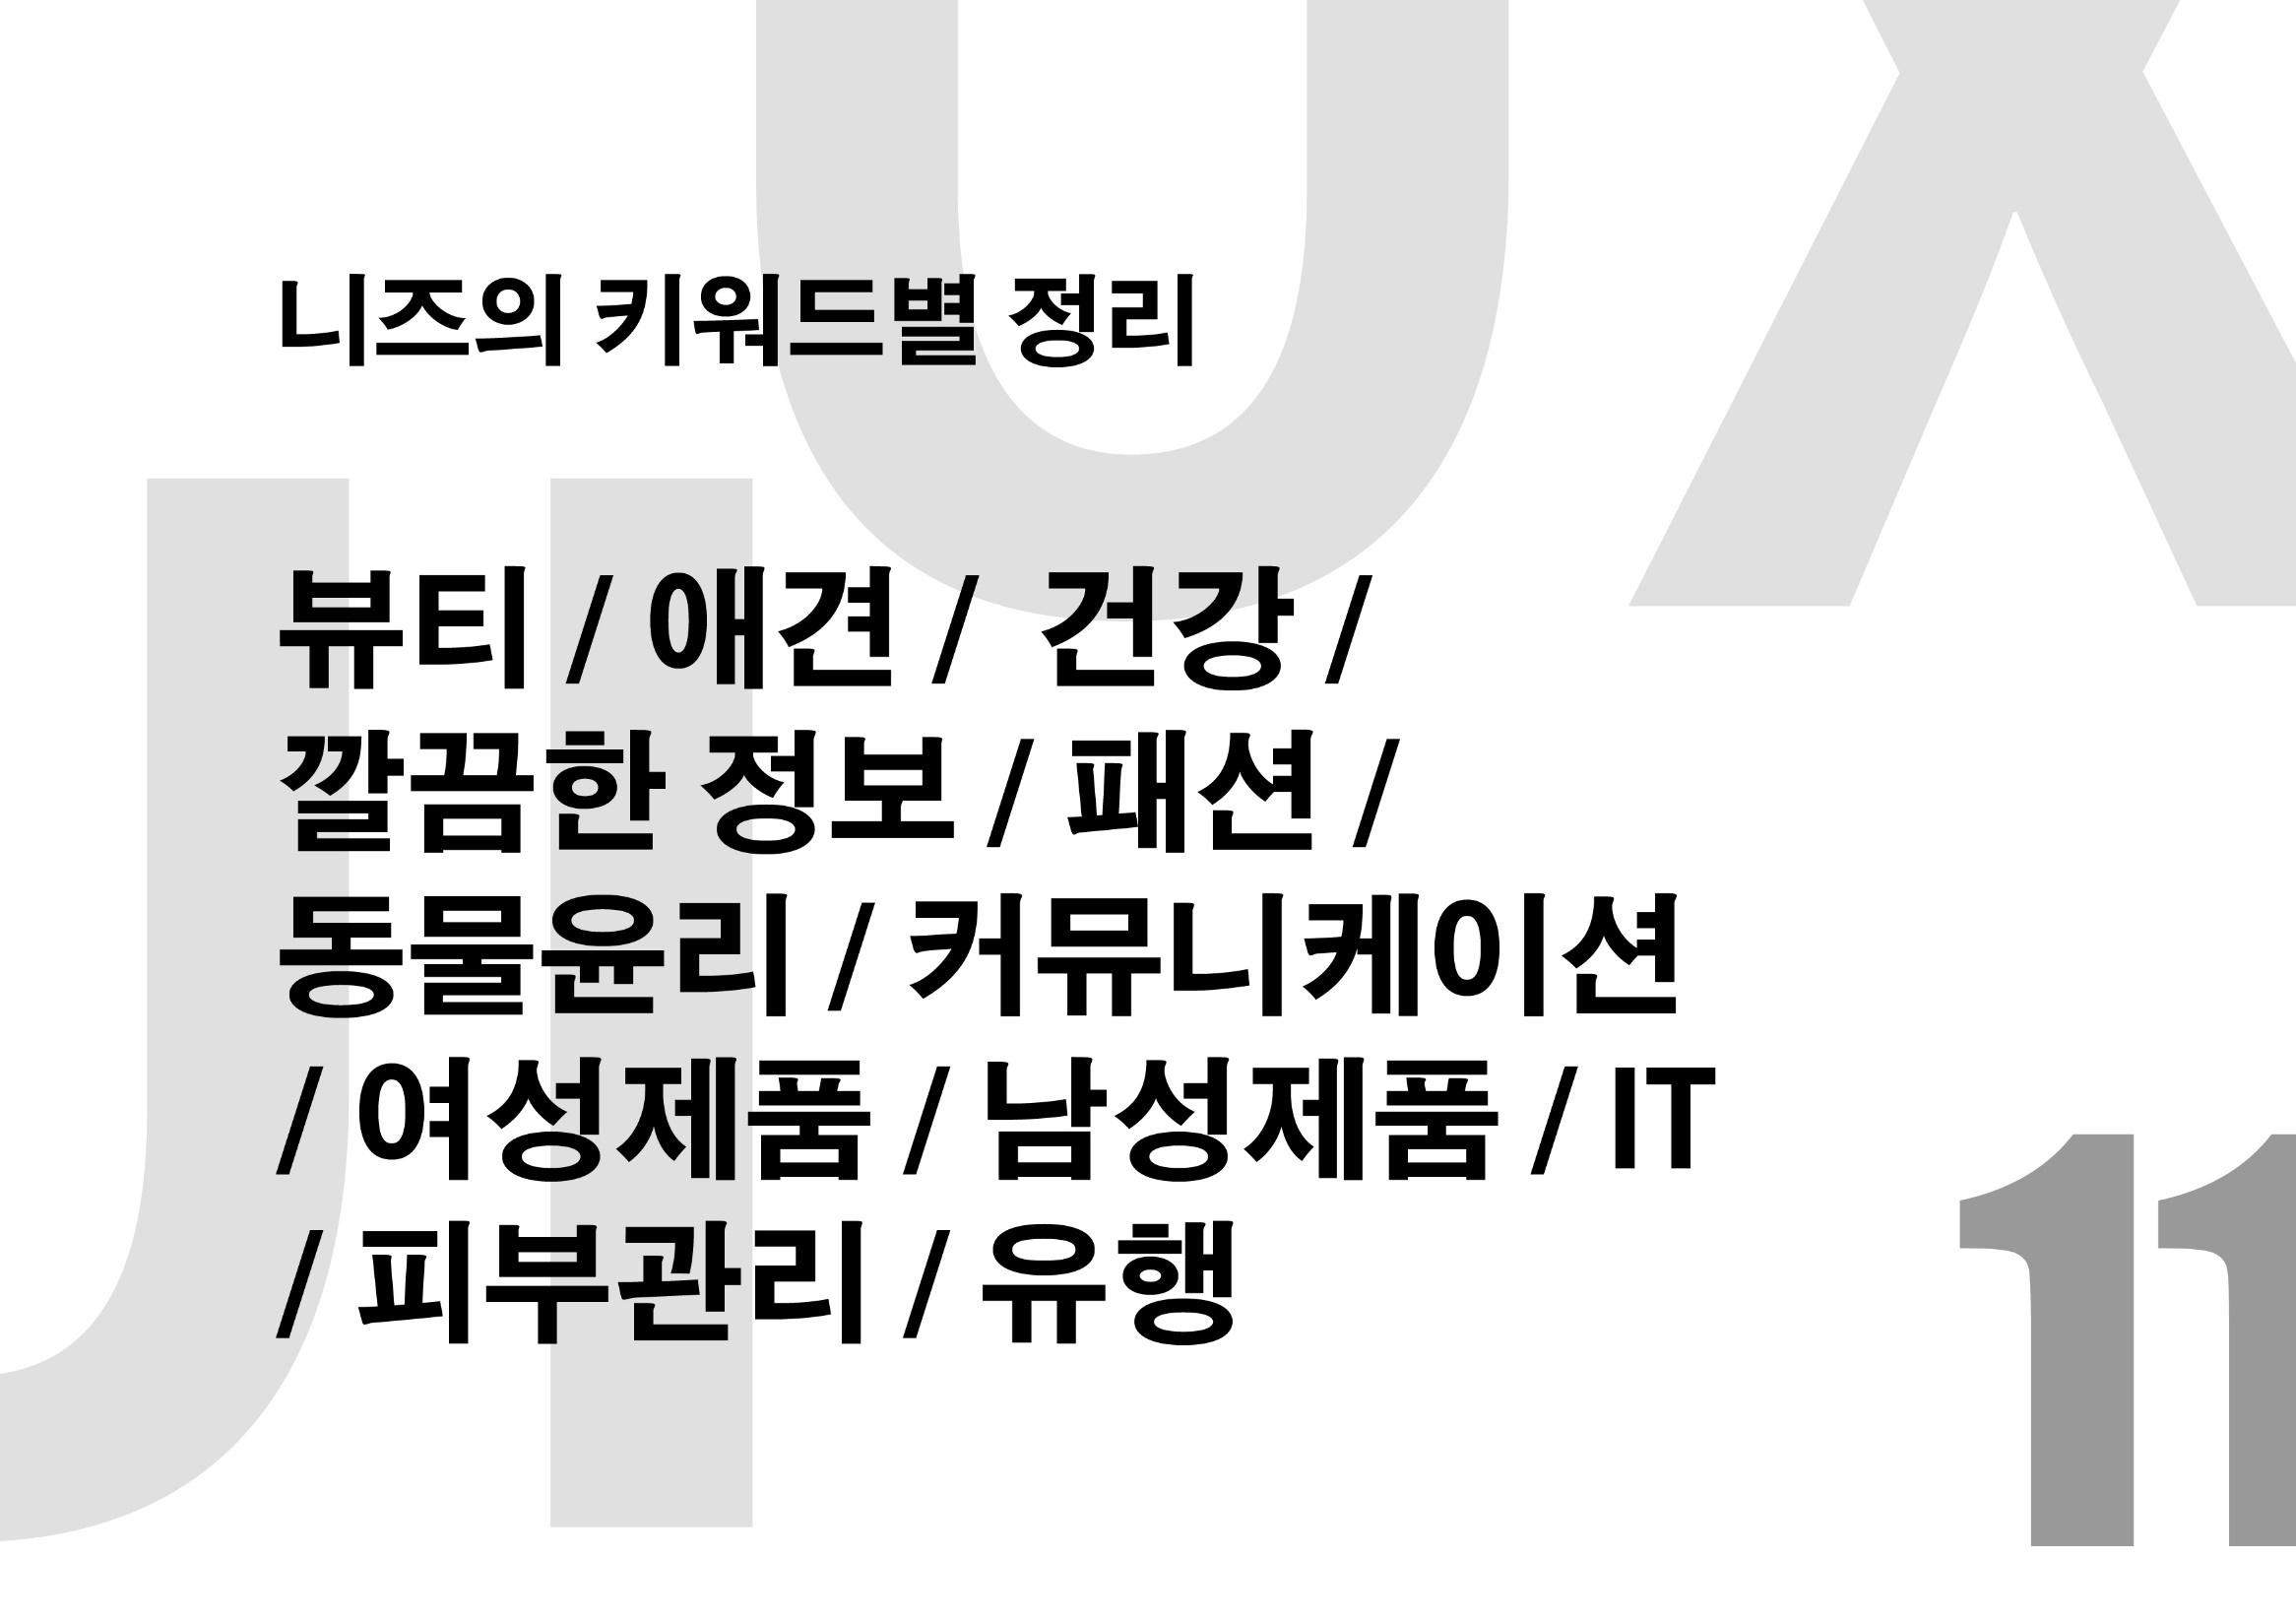 UX
니즈의 키워드별 정리
UI
뷰티 / 애견 / 건강 /
깔끔한 정보 / 패션 /
동물윤리 / 커뮤니케이션
/ 여성제품 / 남성제품 / IT
/ 피부관리 / 유행
11